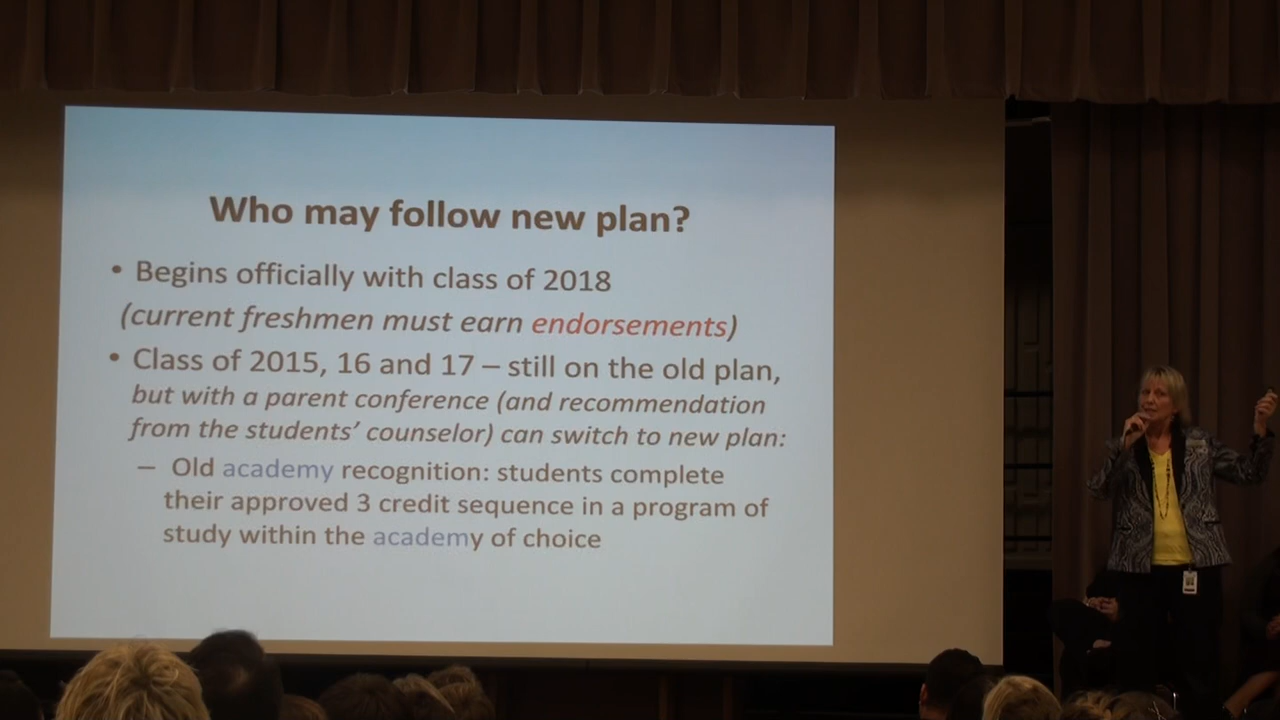 Who may follow new plan?
• Begins officially with class of 2018
(current freshmen must earn endorsements)
• Class of 2015, 16 and 17 – still on the old plan,
but with a parent conference (and recommendation
from the students’ counselor) can switch to new plan:
– Old academy recognition: students complete
their approved 3 credit sequence in a program of
study within the academy of choice